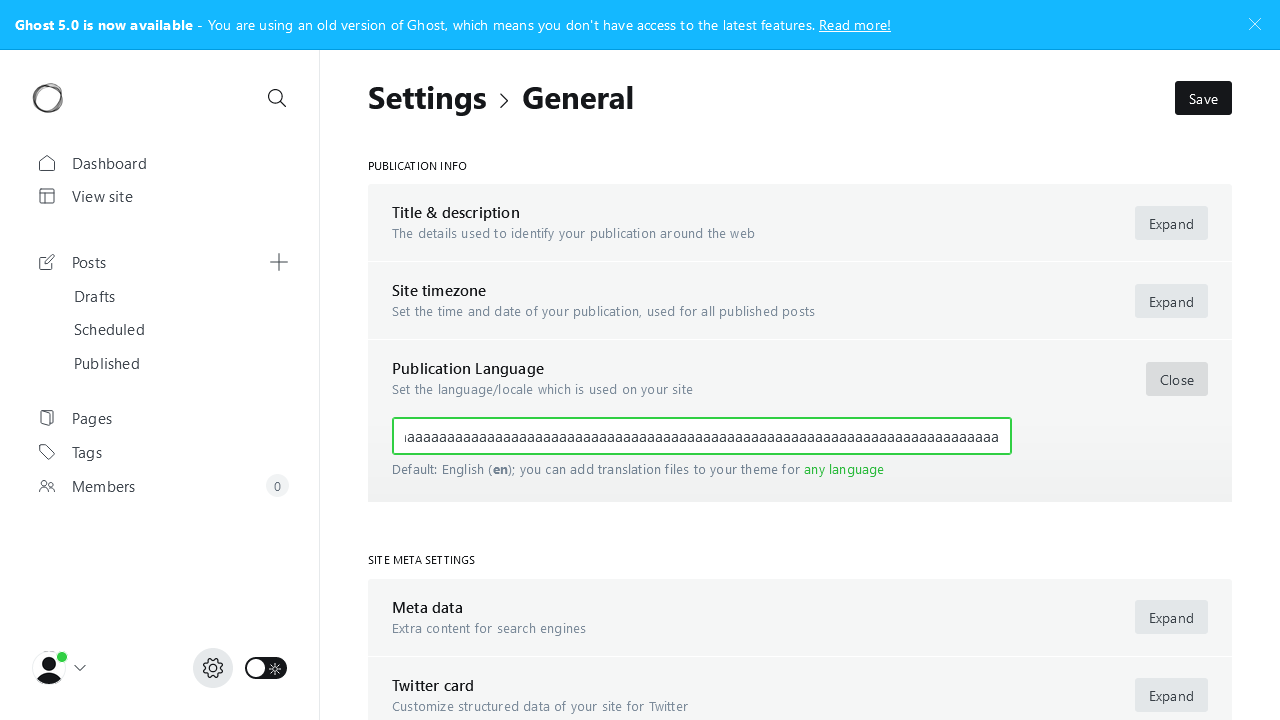 Ghost 5.0 is now available - You are using an old version of Ghost, which means you don't have access to the latest features. Read more!
Settings > General
Save
Dashboard
View site
Posts
Drafts
Scheduled
Published
Pages
Tags
Members
0
PUBLICATION INFO
Title & description
The details used to identify your publication around the web
Expand
Site timezone
Set the time and date of your publication, used for all published posts
Expand
Publication Language
Set the language/locale which is used on your site
Close
Default: English (en); you can add translation files to your theme for any language
SITE META SETTINGS
Meta data
Extra content for search engines
Expand
Twitter card
Customize structured data of your site for Twitter
Expand